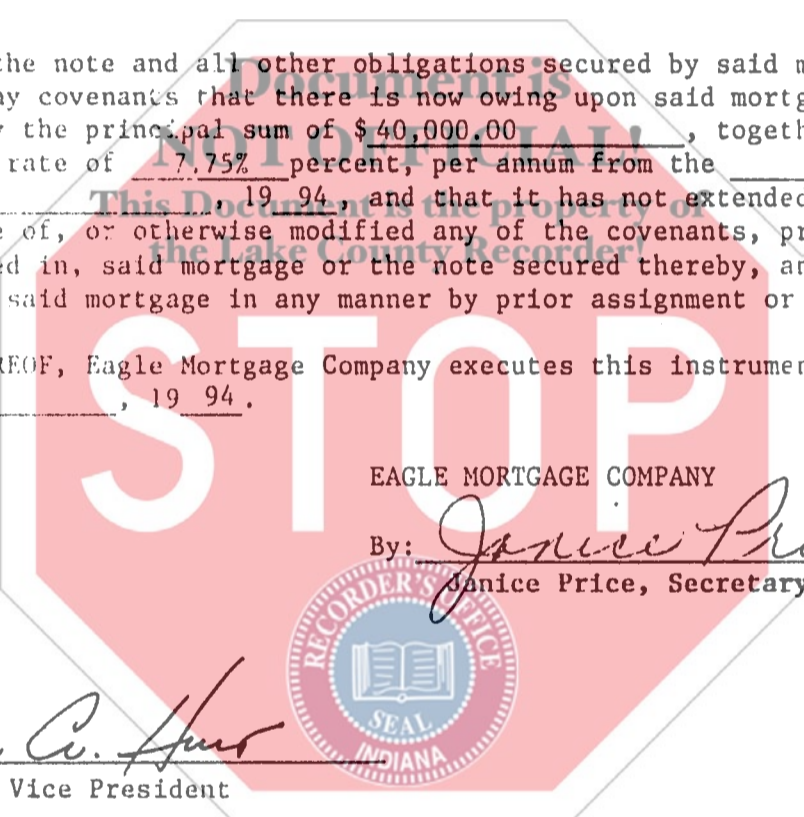 the note and all other obligations secured by said m
ny covenants that there is now owing upon said mortg
the principal sum of $ 40,000.00 , togeth
rate of 7.75% percent, per annum from the
, 19 94, and that it has not extended
e of, or otherwise modified any of the covenants, pr
ed in, said mortgage or the note secured thereby, an
said mortgage in any manner by prior assignment or
REOF, Eagle Mortgage Company executes this instrumen
, 19 94.
Document is
NOT OFFICIAL!
This Document is the property of
the Lake County Recorder!
STOP
EAGLE MORTGAGE COMPANY
By: Janice Pr
Janice Price, Secretary
RECORDER'S OFFICE
SEAL
INDIANA
Vice President